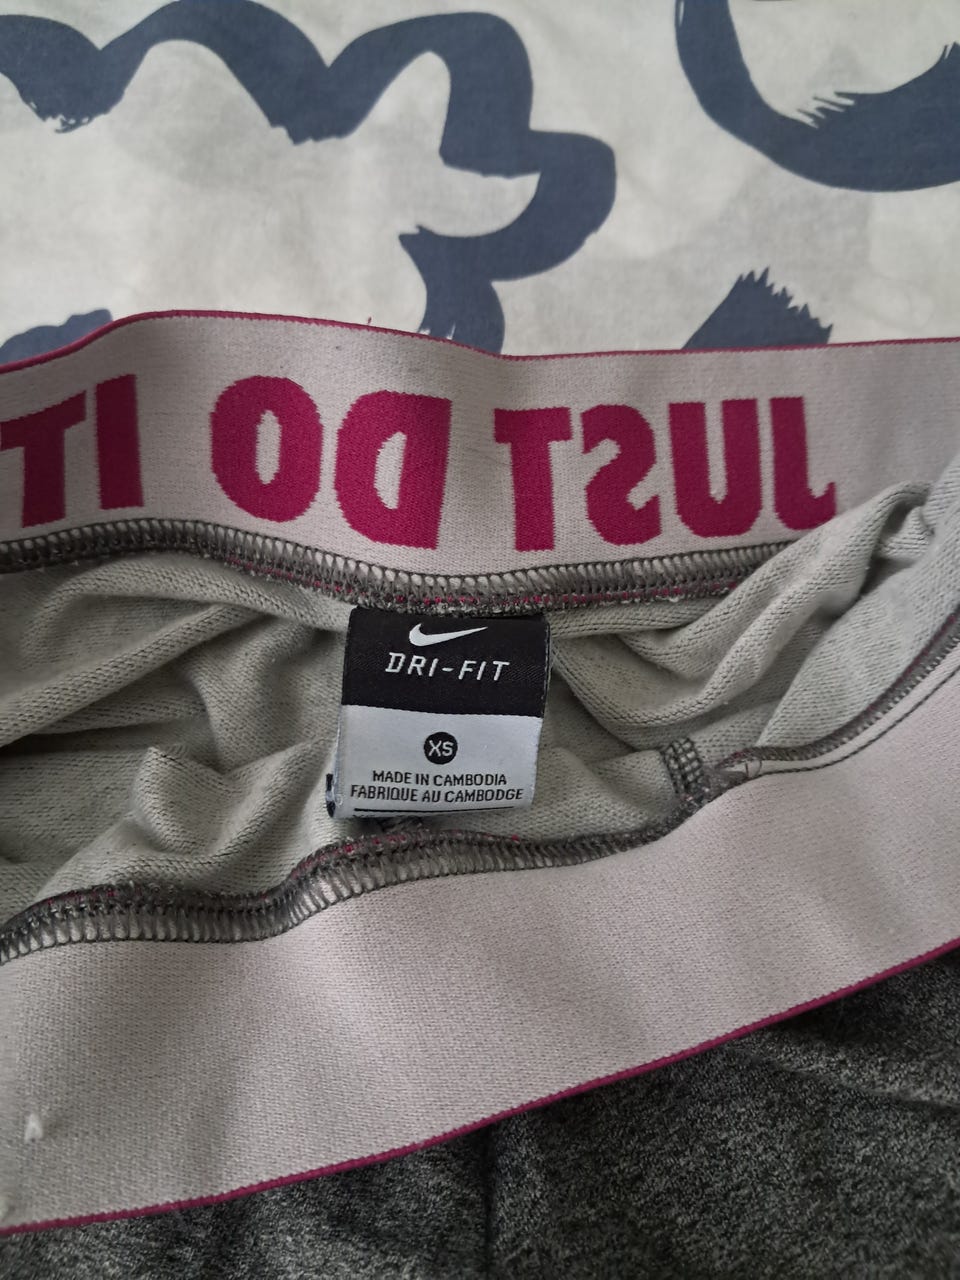 JUST DO IT
DRI-FIT
XS
MADE IN CAMBODIA
FABRIQUE AU CAMBODGE